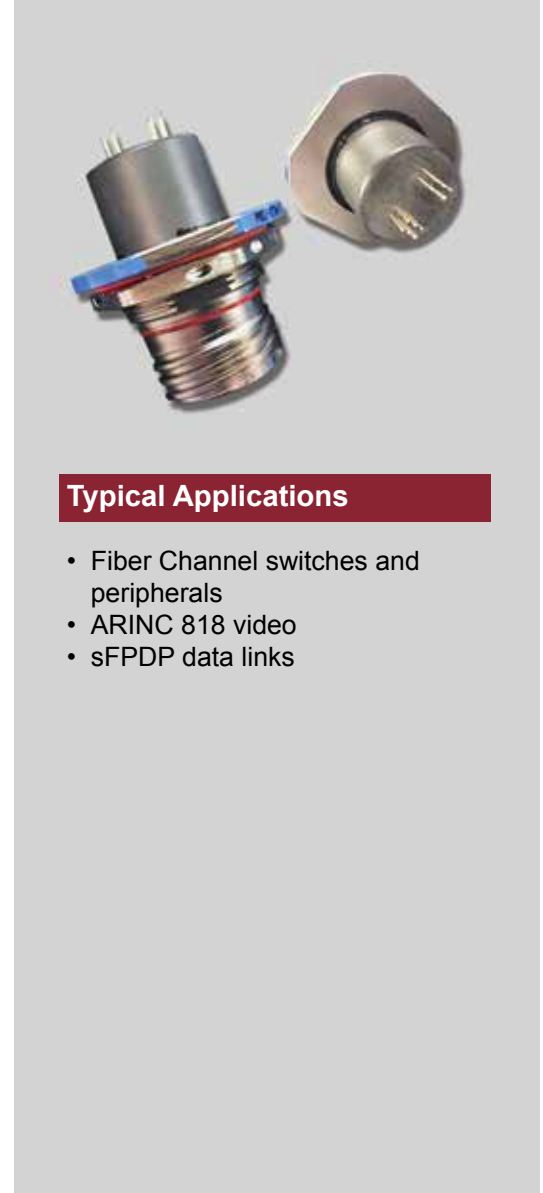 Typical Applications
• Fiber Channel switches and
peripherals
• ARINC 818 video
• sFPDP data links